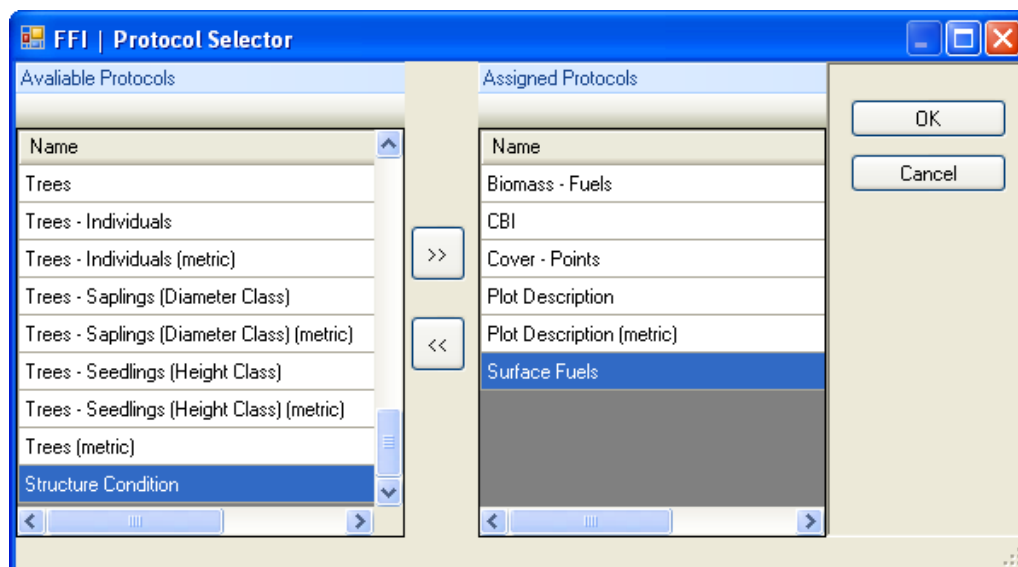 FFI | Protocol Selector
Avaliable Protocols
Name
Trees
Trees - Individuals
Trees - Individuals (metric)
Trees - Saplings (Diameter Class)
Trees - Saplings (Diameter Class) (metric)
Trees - Seedlings (Height Class)
Trees - Seedlings (Height Class) (metric)
Trees (metric)
Structure Condition
>>
<<
Assigned Protocols
Name
Biomass - Fuels
CBI
Cover - Points
Plot Description
Plot Description (metric)
Surface Fuels
OK
Cancel